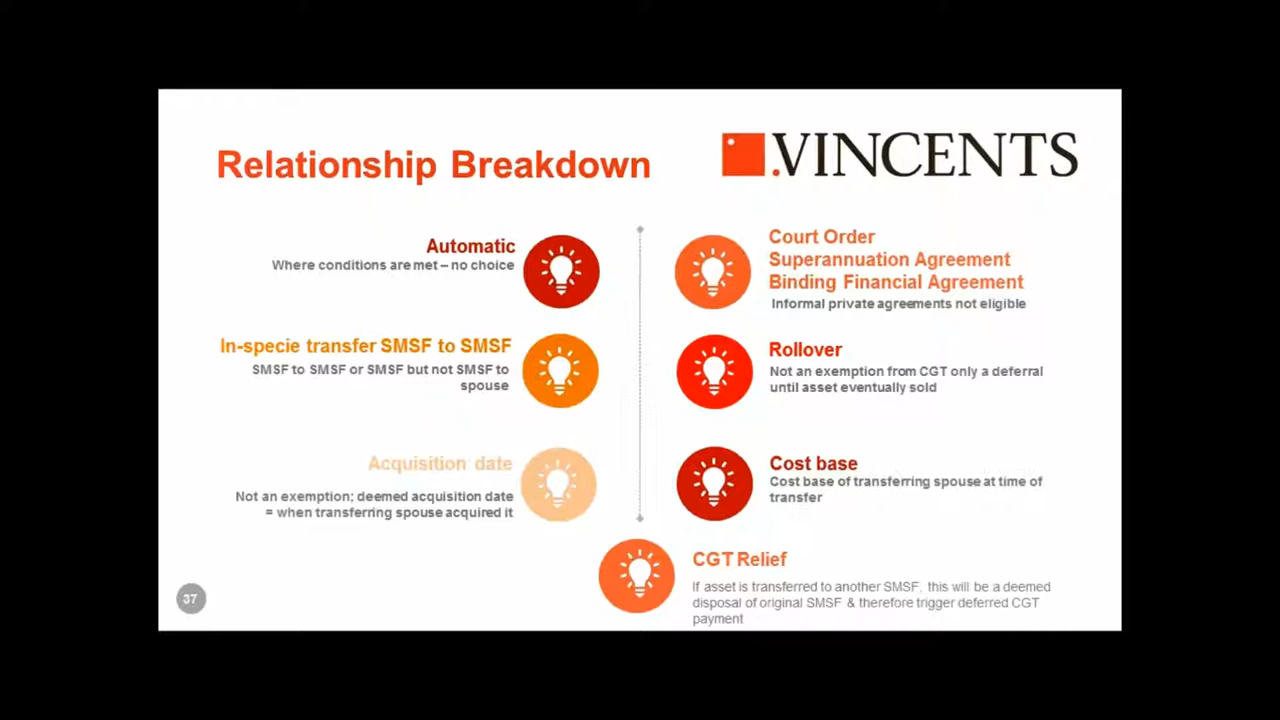 Relationship Breakdown
.VINCENTS
Automatic
Where conditions are met – no choice
In-specie transfer SMSF to SMSF
SMSF to SMSF or SMSF but not SMSF to
spouse
Acquisition date
Not an exemption; deemed acquisition date
= when transferring spouse acquired it
Court Order
Superannuation Agreement
Binding Financial Agreement
Informal private agreements not eligible
Rollover
Not an exemption from CGT only a deferral
until asset eventually sold
Cost base
Cost base of transferring spouse at time of
transfer
CGT Relief
If asset is transferred to another SMSF, this will be a deemed
disposal of original SMSF & therefore trigger deferred CGT
payment
37